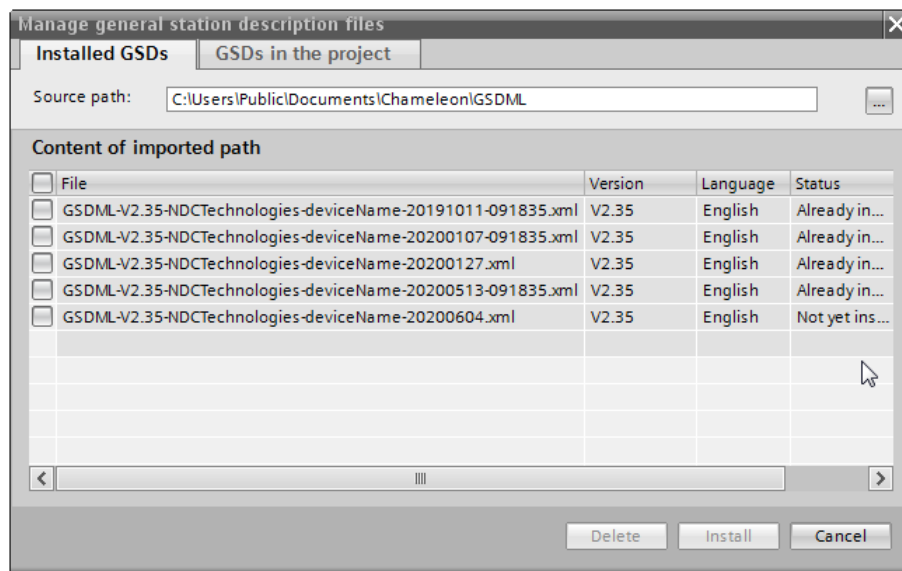 Manage general station description files
Installed GSDs GSDs in the project
Source path: C:\Users\Public\Documents\Chameleon\GSDML ...
Content of imported path
File Version Language Status
GSDML-V2.35-NDCTechnologies-deviceName-20191011-091835.xml V2.35 English Already in...
GSDML-V2.35-NDCTechnologies-deviceName-20200107-091835.xml V2.35 English Already in...
GSDML-V2.35-NDCTechnologies-deviceName-20200127.xml V2.35 English Already in...
GSDML-V2.35-NDCTechnologies-deviceName-20200513-091835.xml V2.35 English Already in...
GSDML-V2.35-NDCTechnologies-deviceName-20200604.xml V2.35 English Not yet ins...
Delete Install Cancel